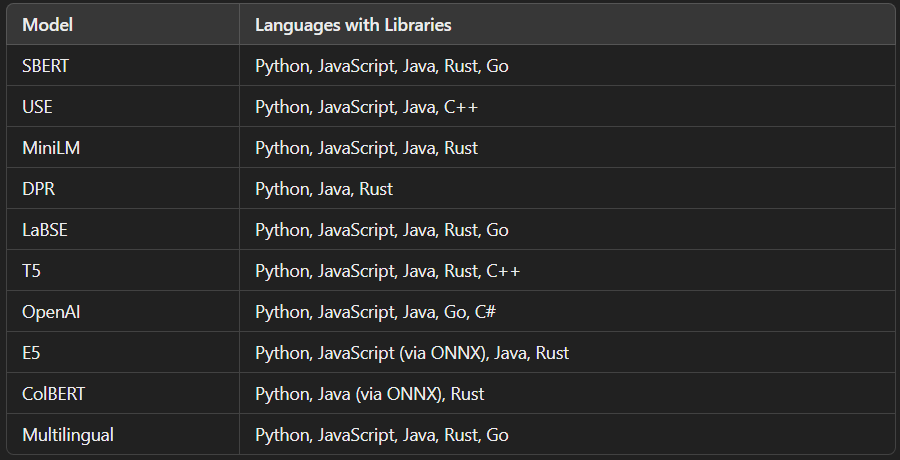 Model Languages with Libraries
SBERT Python, JavaScript, Java, Rust, Go
USE Python, JavaScript, Java, C++
MiniLM Python, JavaScript, Java, Rust
DPR Python, Java, Rust
LaBSE Python, JavaScript, Java, Rust, Go
T5 Python, JavaScript, Java, Rust, C++
OpenAI Python, JavaScript, Java, Go, C#
E5 Python, JavaScript (via ONNX), Java, Rust
ColBERT Python, Java (via ONNX), Rust
Multilingual Python, JavaScript, Java, Rust, Go